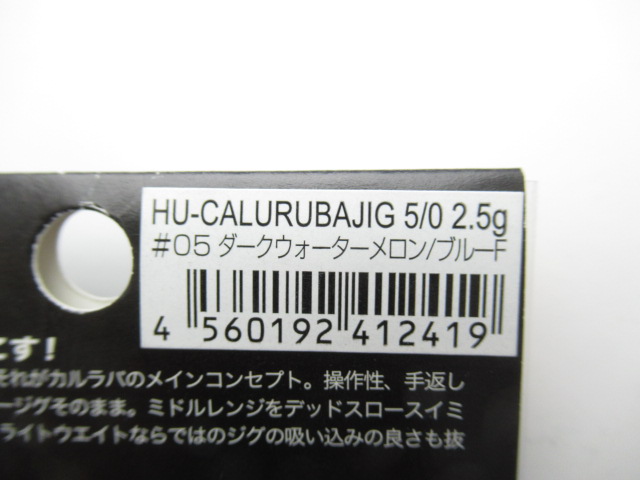 HU-CALURUBAJIG 5/0 2.5g
#05 ダークウォーターメロン/ブルーF
4 560192 412419
こす!
それがカルラバのメインコンセプト。操作性、手返し
ージグそのまま。ミドルレンジをデッドスロースイミ
ライトウエイトならではのジグの吸い込みの良さも抜